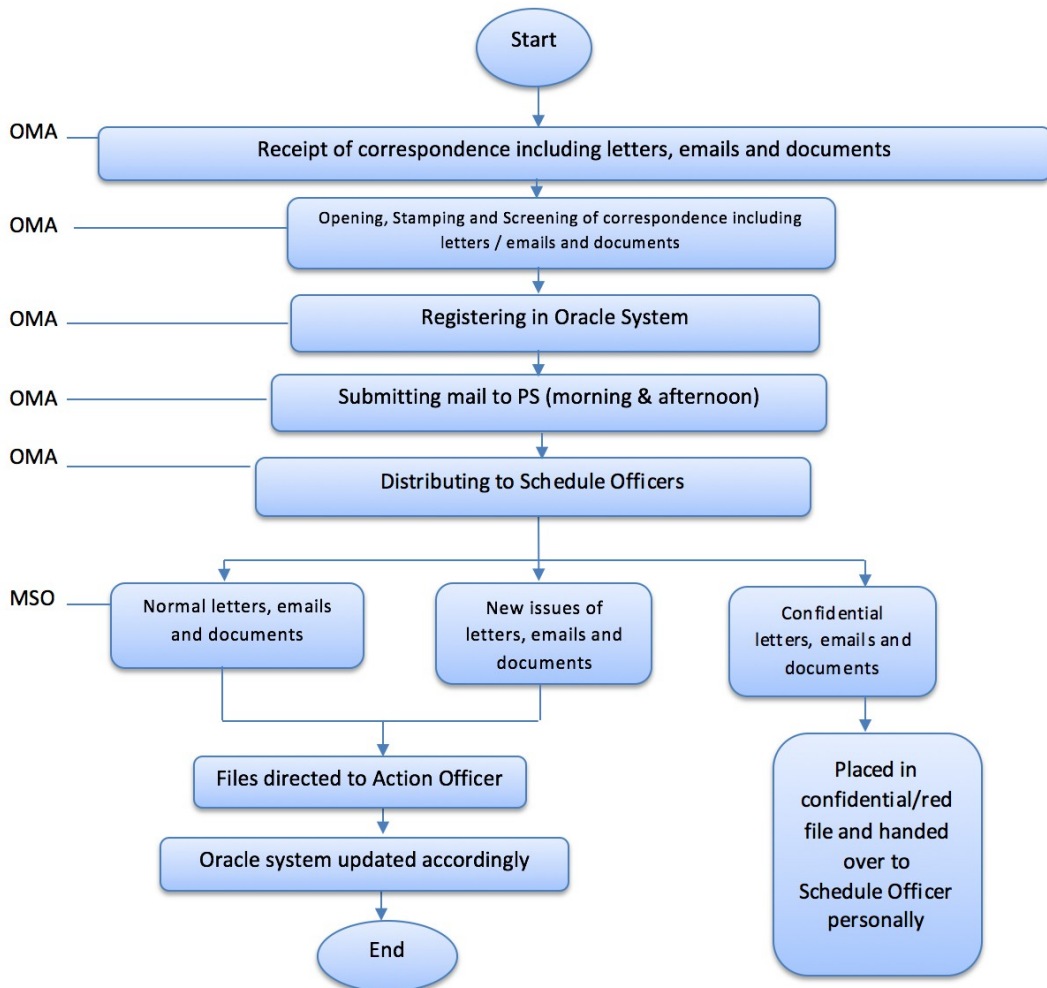 Start
OMA
Receipt of correspondence including letters, emails and documents
OMA
Opening, Stamping and Screening of correspondence including
letters / emails and documents
OMA
Registering in Oracle System
OMA
Submitting mail to PS (morning & afternoon)
OMA
Distributing to Schedule Officers
MSO
Normal letters, emails
and documents
New issues of
letters, emails and
documents
Confidential
letters, emails and
documents
Files directed to Action Officer
Oracle system updated accordingly
End
Placed in
confidential/red
file and handed
over to
Schedule Officer
personally